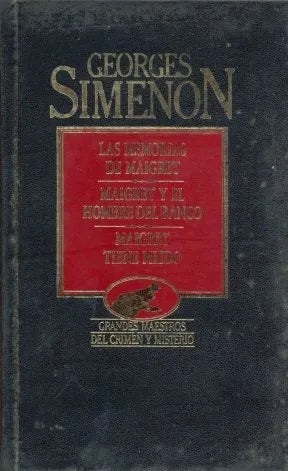 GEORGES
SIMENON
LAS MEMORIAS
DE MAIGRET
MAIGRET Y EL
HOMBRE DEL BANCO
MAIGRET
TIENE MIEDO
GRANDES MAESTROS
DEL CRIMEN Y MISTERIO